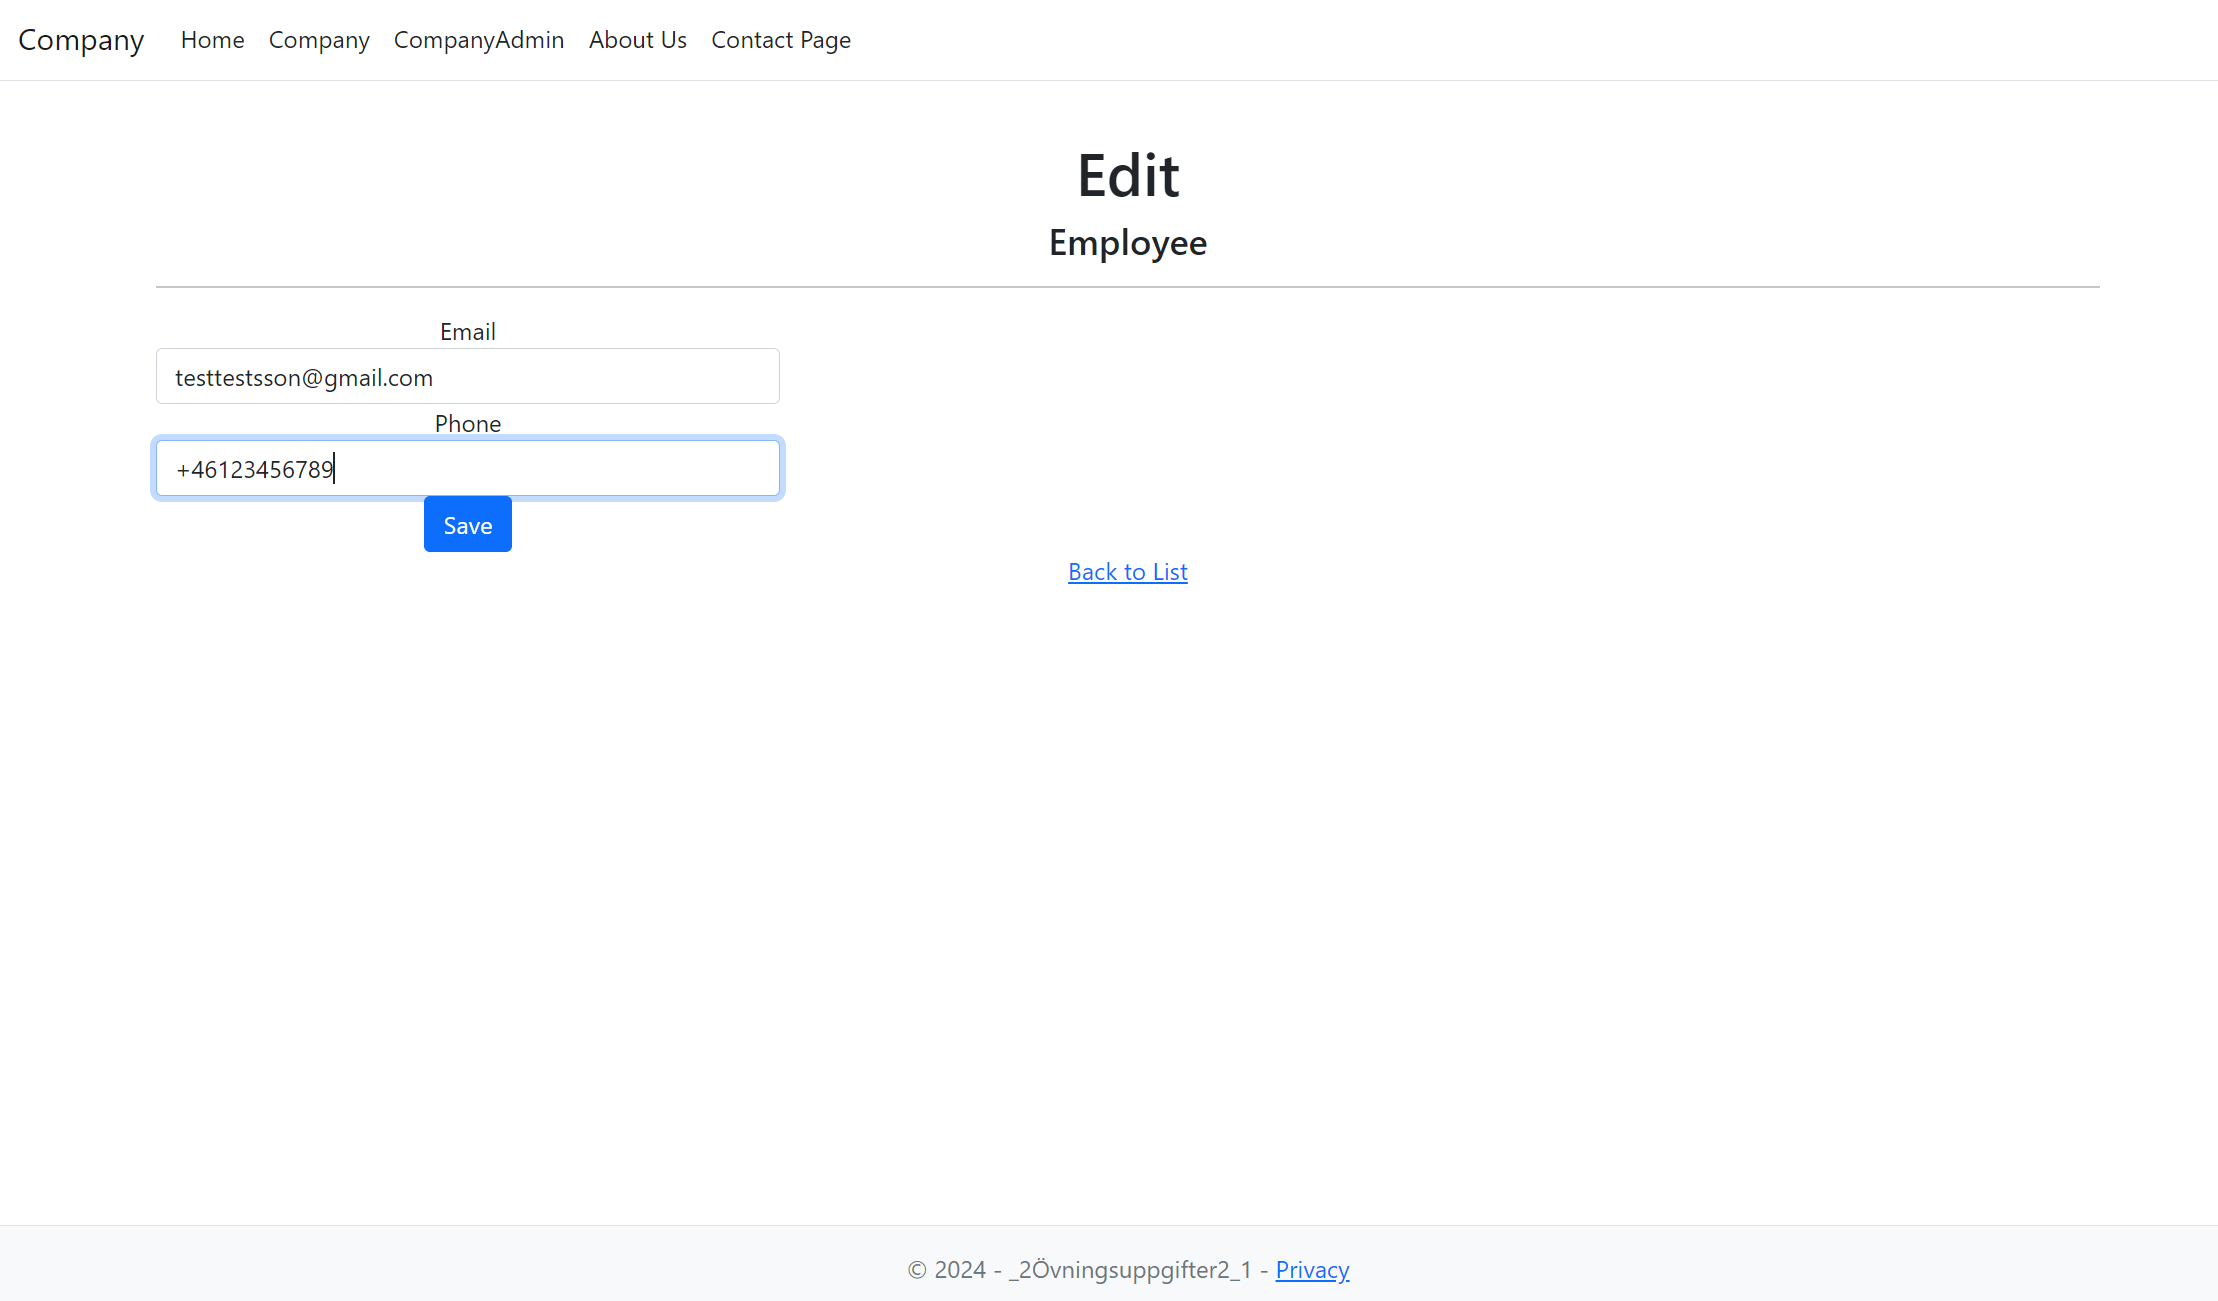 Company Home Company CompanyAdmin About Us Contact Page
Edit
Employee
Email
testtestsson@gmail.com
Phone
+46123456789
Save
Back to List
© 2024 - _2Övningsuppgifter2_1 - Privacy